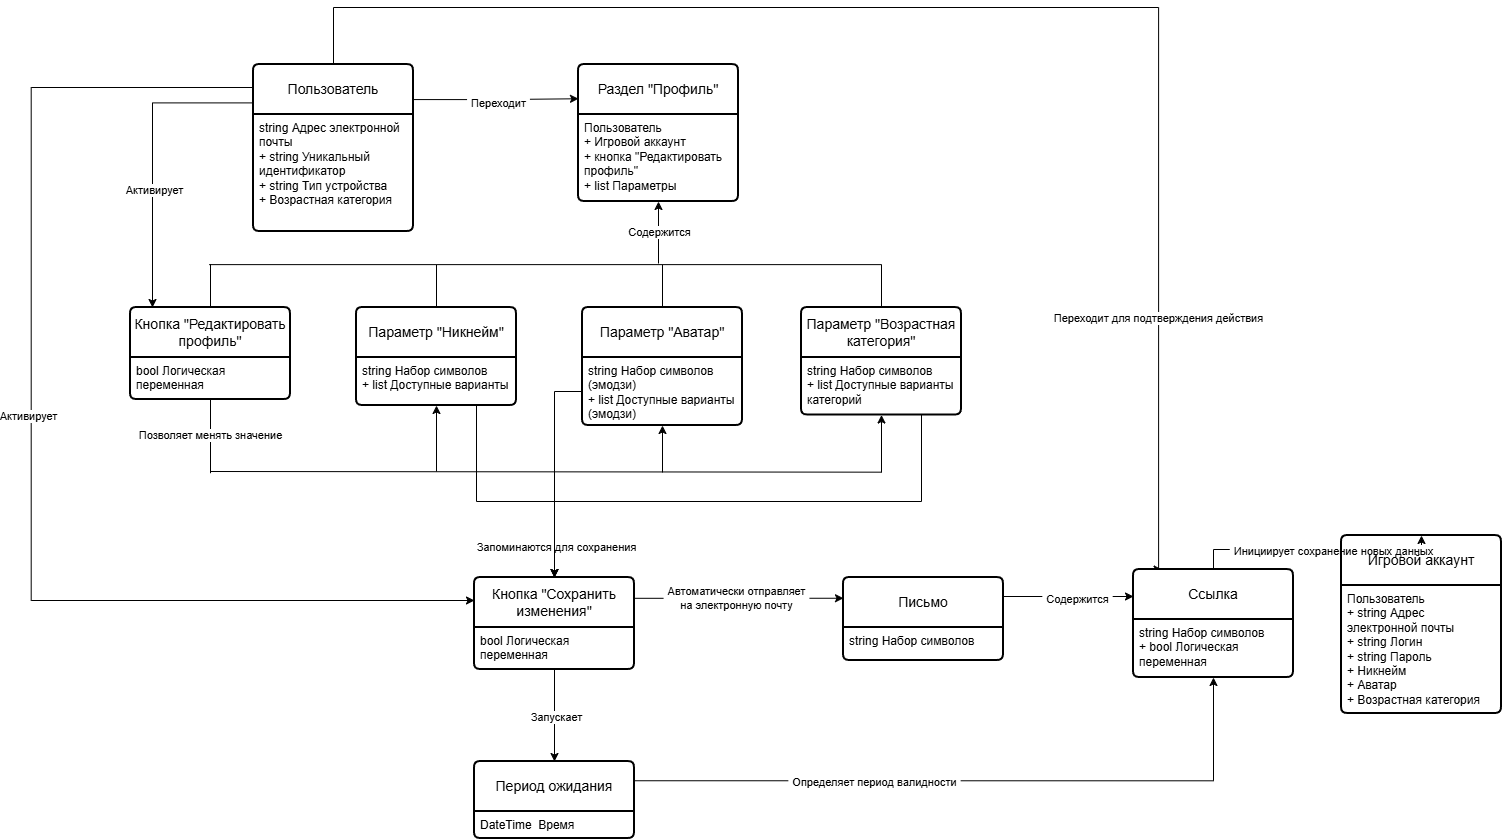 Пользователь
string Адрес электронной
почты
+ string Уникальный
идентификатор
+ string Тип устройства
+ Возрастная категория
Переходит
Раздел "Профиль"
Пользователь
+ Игровой аккаунт
+ кнопка "Редактировать
профиль"
+ list Параметры
Активирует
Содержится
Кнопка "Редактировать
профиль"
bool Логическая
переменная
Параметр "Никнейм"
string Набор символов
+ list Доступные варианты
Параметр "Аватар"
string Набор символов
(эмодзи)
+ list Доступные варианты
(эмодзи)
Параметр "Возрастная
категория"
string Набор символов
+ list Доступные варианты
категорий
Переходит для подтверждения действия
Активирует
Позволяет менять значение
Запоминаются для сохранения
Кнопка "Сохранить
изменения"
bool Логическая
переменная
Автоматически отправляет
на электронную почту
Письмо
string Набор символов
Содержится
Ссылка
string Набор символов
+ bool Логическая
переменная
Инициирует сохранение новых данных
Игровой аккаунт
Пользователь
+ string Адрес
электронной почты
+ string Логин
+ string Пароль
+ Никнейм
+ Аватар
+ Возрастная категория
Запускает
Период ожидания
DateTime Время
Определяет период валидности